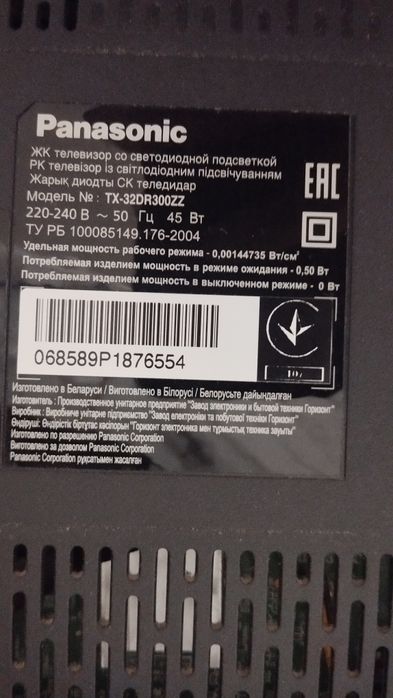 Panasonic
ЖК телевизор со светодиодной подсветкой
РК телевізор із світлодіодним підсвічуванням
Жарық диодты СК теледидар
Модель № : TX-32DR300ZZ
220-240 В ~ 50 Гц 45 Вт
ТУ РБ 100085149.176-2004
Удельная мощность рабочего режима - 0,00144735 Вт/см²
Потребляемая изделием мощность в режиме ожидания - 0,50 Вт
Потребляемая изделием мощность в выключенном режиме - 0 Вт
EAC
068589P1876554
Изготовлено в Беларуси / Виготовлено в Білорусі / Белорусьте дайындалған
Изготовитель : Производственное унитарное предприятие "Завод электроники и бытовой техники Горизонт"
Виробник : Виробниче унітарне підприємство "Завод електроніки та побутової техніки Горизонт"
Өндіруші: Өндірістік біртұтас кәсіпорын "Горизонт электроника мен тұрмыстық техника зауыты"
Изготовлено по разрешению Panasonic Corporation
Виготовлено за дозволом Panasonic Corporation
Panasonic Corporation рұқсатымен жасалған